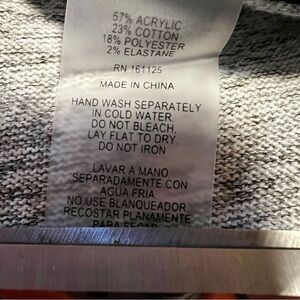 57% ACRYLIC
23% COTTON
18% POLYESTER
2% ELASTANE
RN 161125
MADE IN CHINA
HAND WASH SEPARATELY
IN COLD WATER.
DO NOT BLEACH.
LAY FLAT TO DRY.
DO NOT IRON
LAVAR A MANO
SEPARADAMENTE CON
AGUA FRIA
NO USE BLANQUEADOR
RECOSTAR PLANAMENTE
PARA SECAR